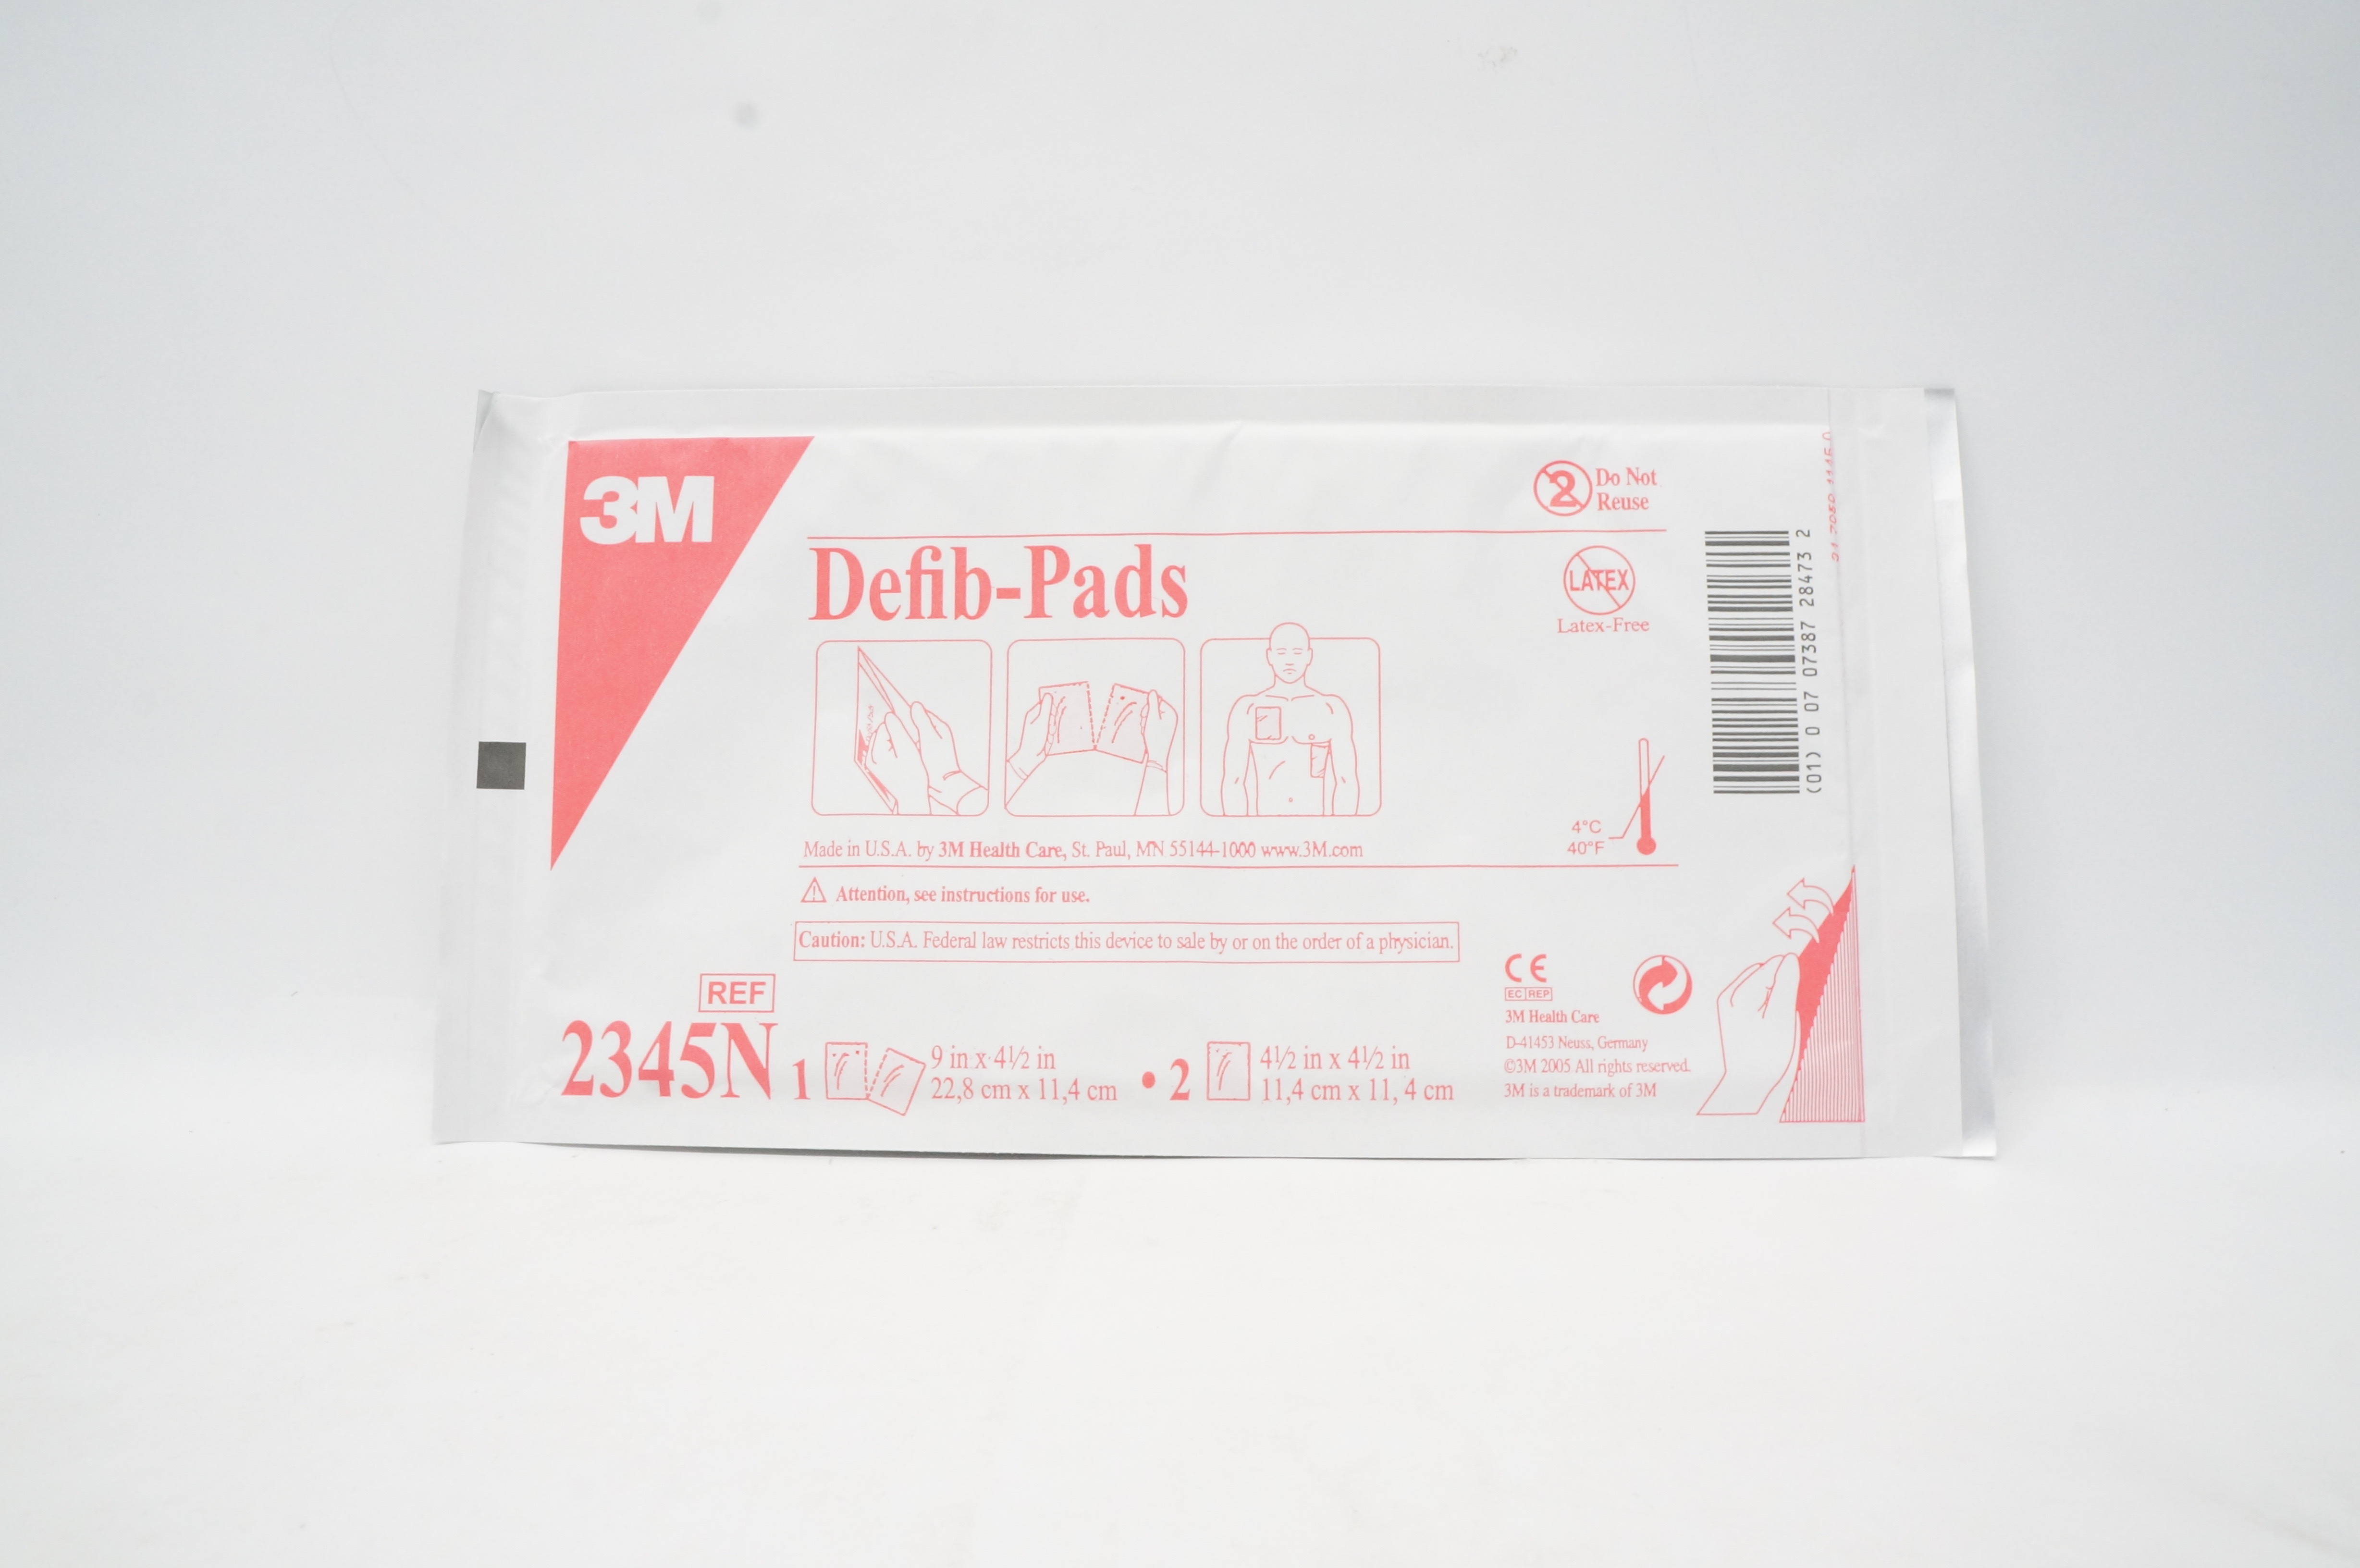 3M
2 Do Not
Reuse
Defib-Pads
LATEX
Latex-Free
(01) 0 07 07387 28473 2
4°C
40°F
Made in U.S.A. by 3M Health Care, St. Paul, MN 55144-1000 www.3M.com
Attention, see instructions for use.
Caution: U.S.A. Federal law restricts this device to sale by or on the order of a physician.
REF
2345N
1 9 in x 4½ in
22,8 cm x 11,4 cm
• 2 4½ in x 4½ in
11,4 cm x 11, 4 cm
CE
EC REP
3M Health Care
D-41453 Neuss, Germany
©3M 2005 All rights reserved.
3M is a trademark of 3M